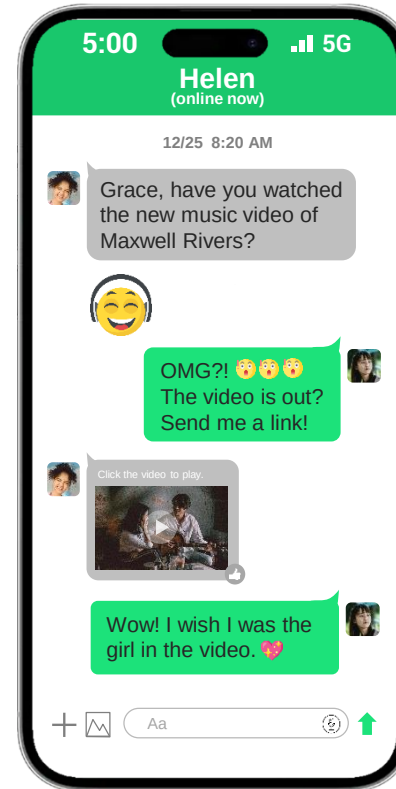 5:00
5G
Helen
(online now)
12/25 8:20 AM
Grace, have you watched
the new music video of
Maxwell Rivers?
OMG?! 😲😲😲
The video is out?
Send me a link!
Click the video to play.
Wow! I wish I was the
girl in the video. 💖
Aa